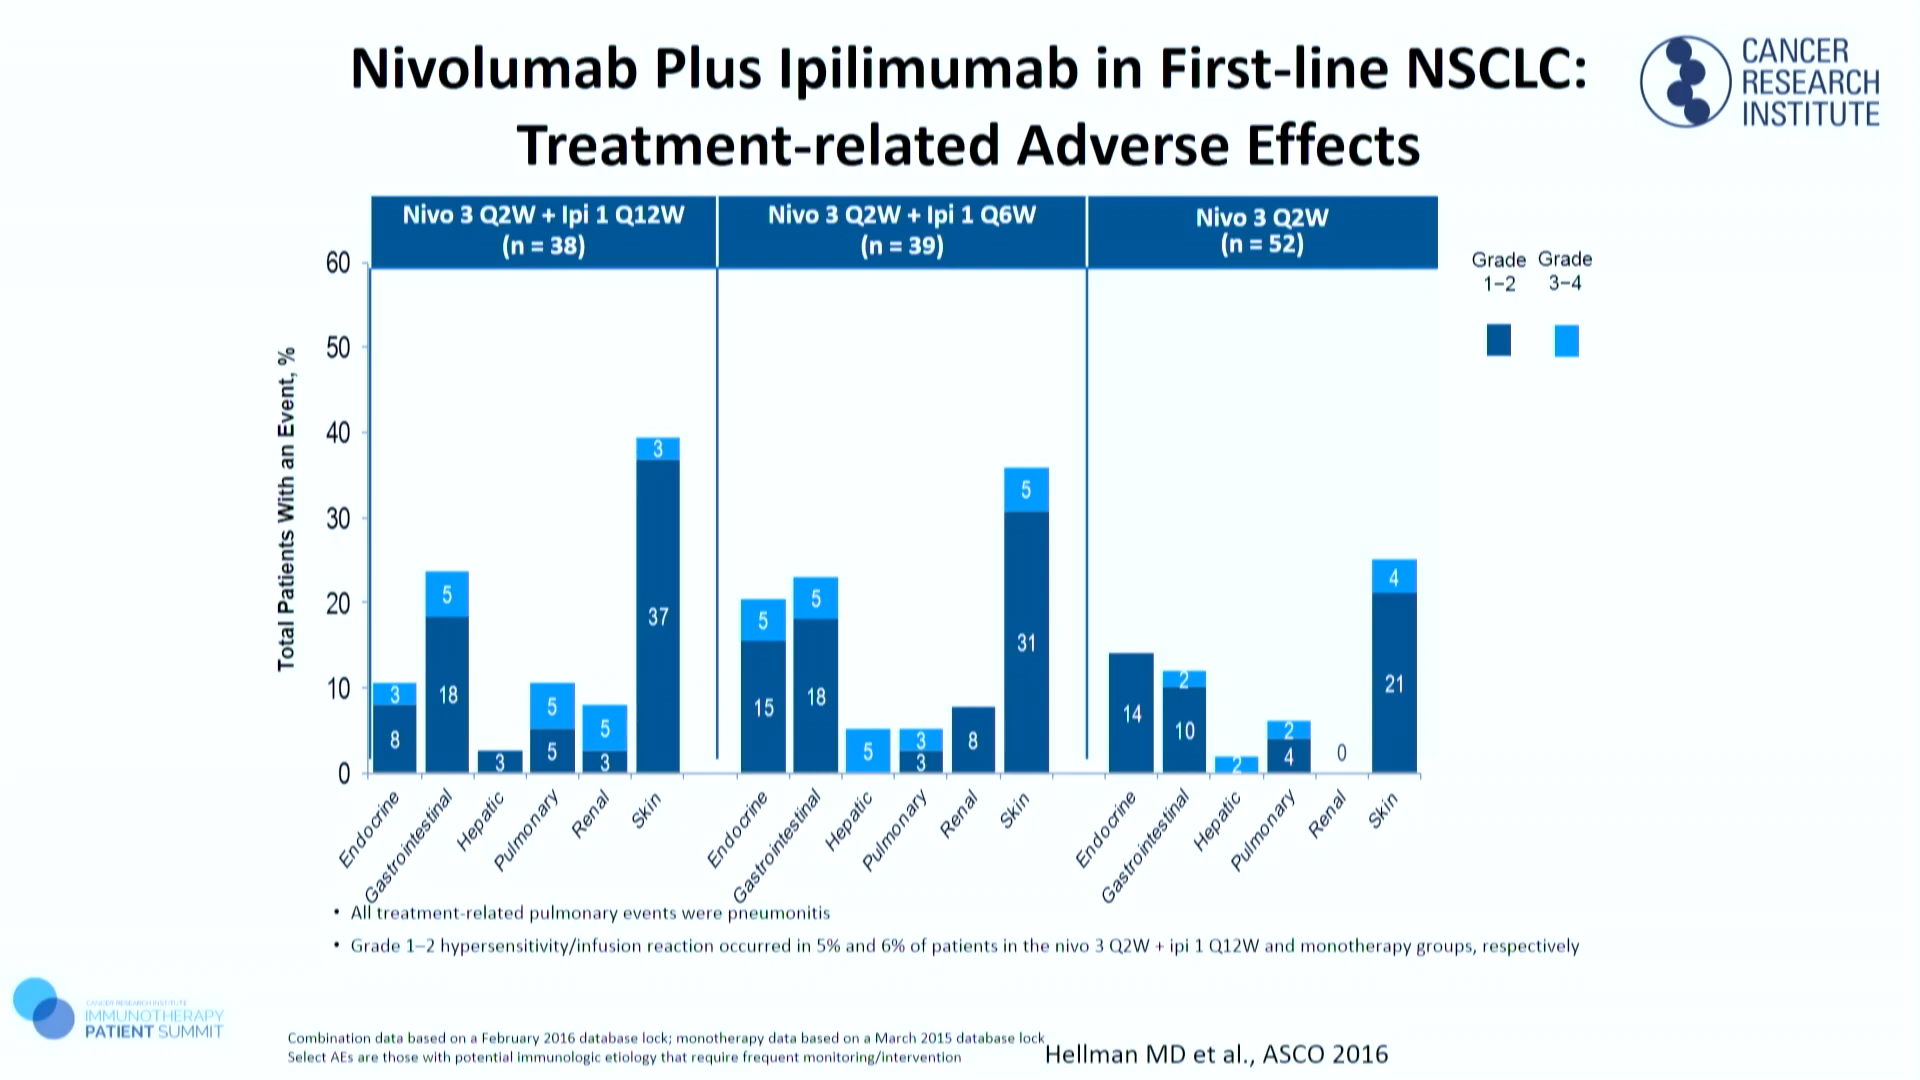 Nivolumab Plus Ipilimumab in First-line NSCLC:
Treatment-related Adverse Effects
CANCER
RESEARCH
INSTITUTE
Nivo 3 Q2W + Ipi 1 Q12W
(n = 38)
Nivo 3 Q2W + Ipi 1 Q6W
(n = 39)
Nivo 3 Q2W
(n = 52)
Grade Grade
1–2 3–4
Total Patients With an Event, %
60
50
40
30
20
10
0
3
8
5
18
3
5
5
5
3
3
37
5
15
5
18
5
3
3
8
5
31
14
2
10
2
2
4
0
4
21
Endocrine
Gastrointestinal
Hepatic
Pulmonary
Renal
Skin
Endocrine
Gastrointestinal
Hepatic
Pulmonary
Renal
Skin
Endocrine
Gastrointestinal
Hepatic
Pulmonary
Renal
Skin
• All treatment-related pulmonary events were pneumonitis
• Grade 1–2 hypersensitivity/infusion reaction occurred in 5% and 6% of patients in the nivo 3 Q2W + ipi 1 Q12W and monotherapy groups, respectively
CANCER RESEARCH INSTITUTE
IMMUNOTHERAPY
PATIENT SUMMIT
Combination data based on a February 2016 database lock; monotherapy data based on a March 2015 database lock
Select AEs are those with potential immunologic etiology that require frequent monitoring/intervention
Hellman MD et al., ASCO 2016